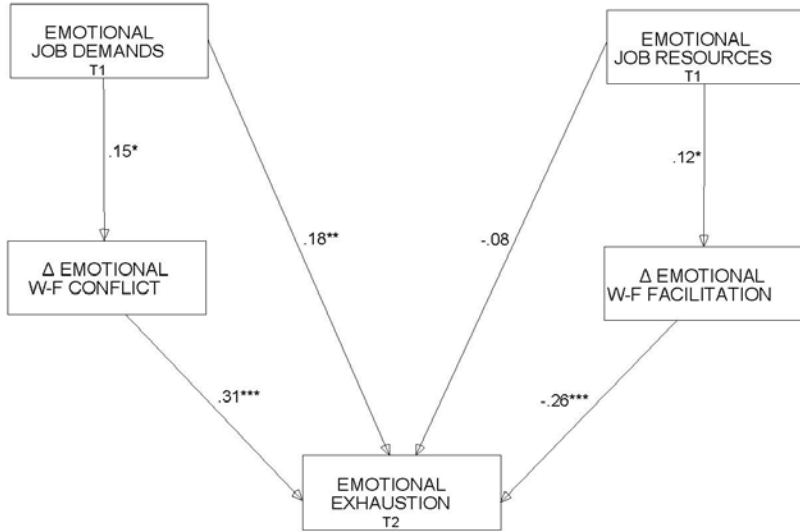 EMOTIONAL
JOB DEMANDS
T1
EMOTIONAL
JOB RESOURCES
T1
.15*
.12*
.18**
-.08
Δ EMOTIONAL
W-F CONFLICT
Δ EMOTIONAL
W-F FACILITATION
.31***
-.26***
EMOTIONAL
EXHAUSTION
T2